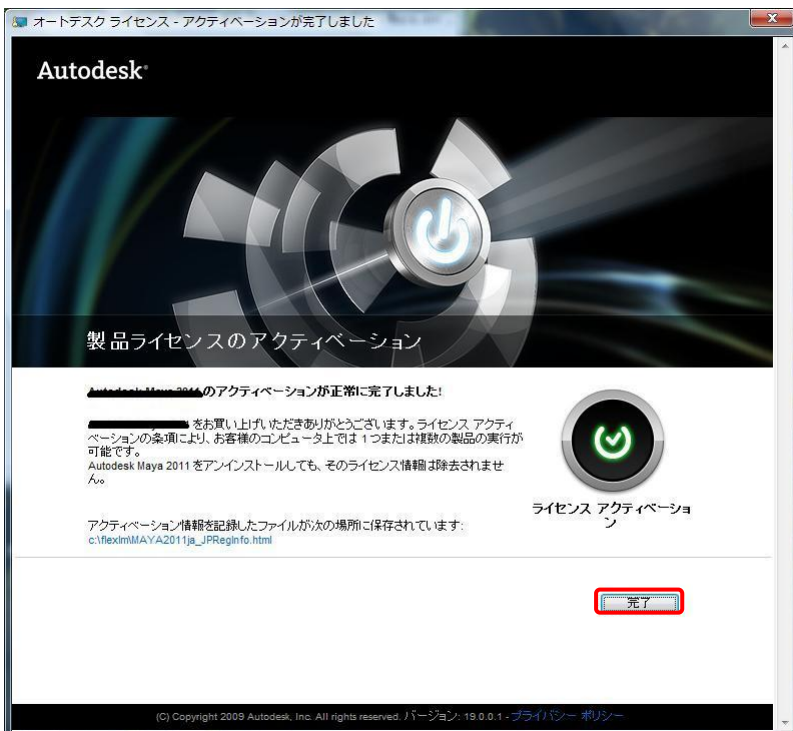 オートデスク ライセンス - アクティベーションが完了しました
Autodesk
製品ライセンスのアクティベーション
のアクティベーションが正常に完了しました!
をお買い上げいただきありがとうございます。ライセンス アクティ
ベーションの条項により、お客様のコンピュータ上では 1 つまたは複数の製品の実行が
可能です。
Autodesk Maya 2011 をアンインストールしても、そのライセンス情報は除去されませ
ん。
ライセンス アクティベーショ
ン
アクティベーション情報を記録したファイルが次の場所に保存されています:
c:\flexlm\MAYA2011ja_JPRegInfo.html
完了
(C) Copyright 2009 Autodesk, Inc. All rights reserved. バージョン: 19.0.0.1 - プライバシー ポリシー